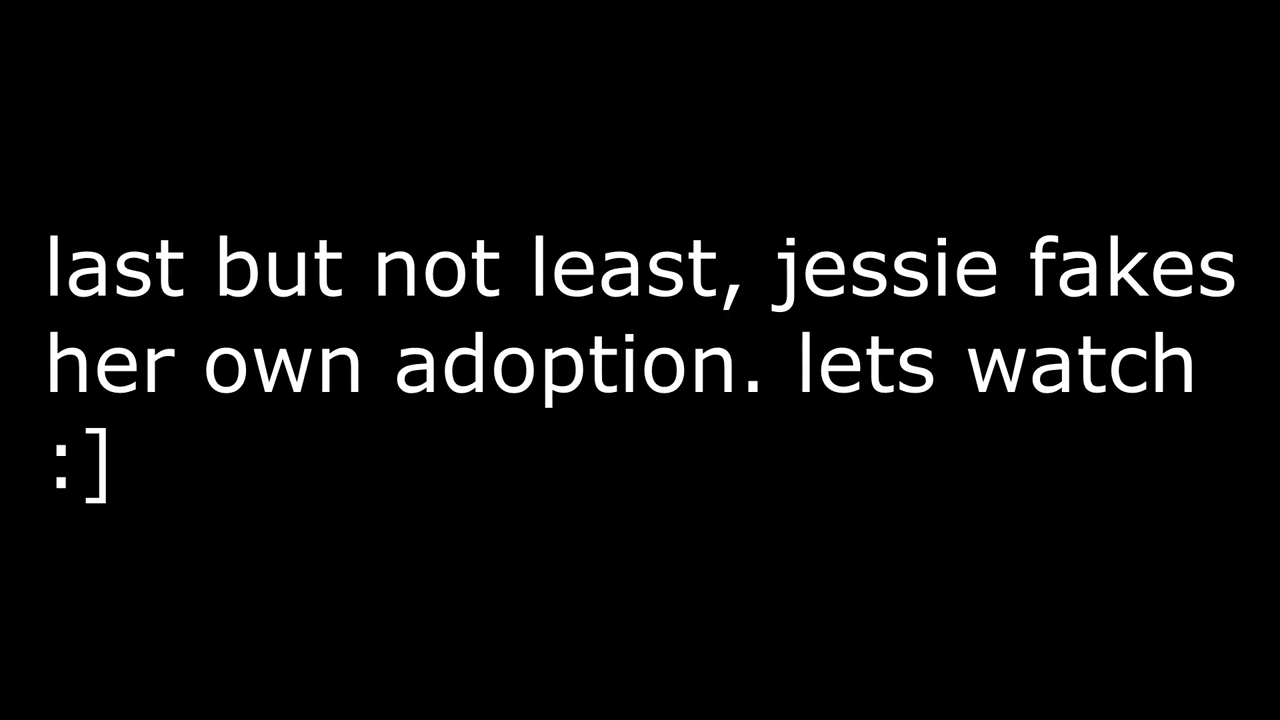 last but not least, jessie fakes
her own adoption. lets watch
:]